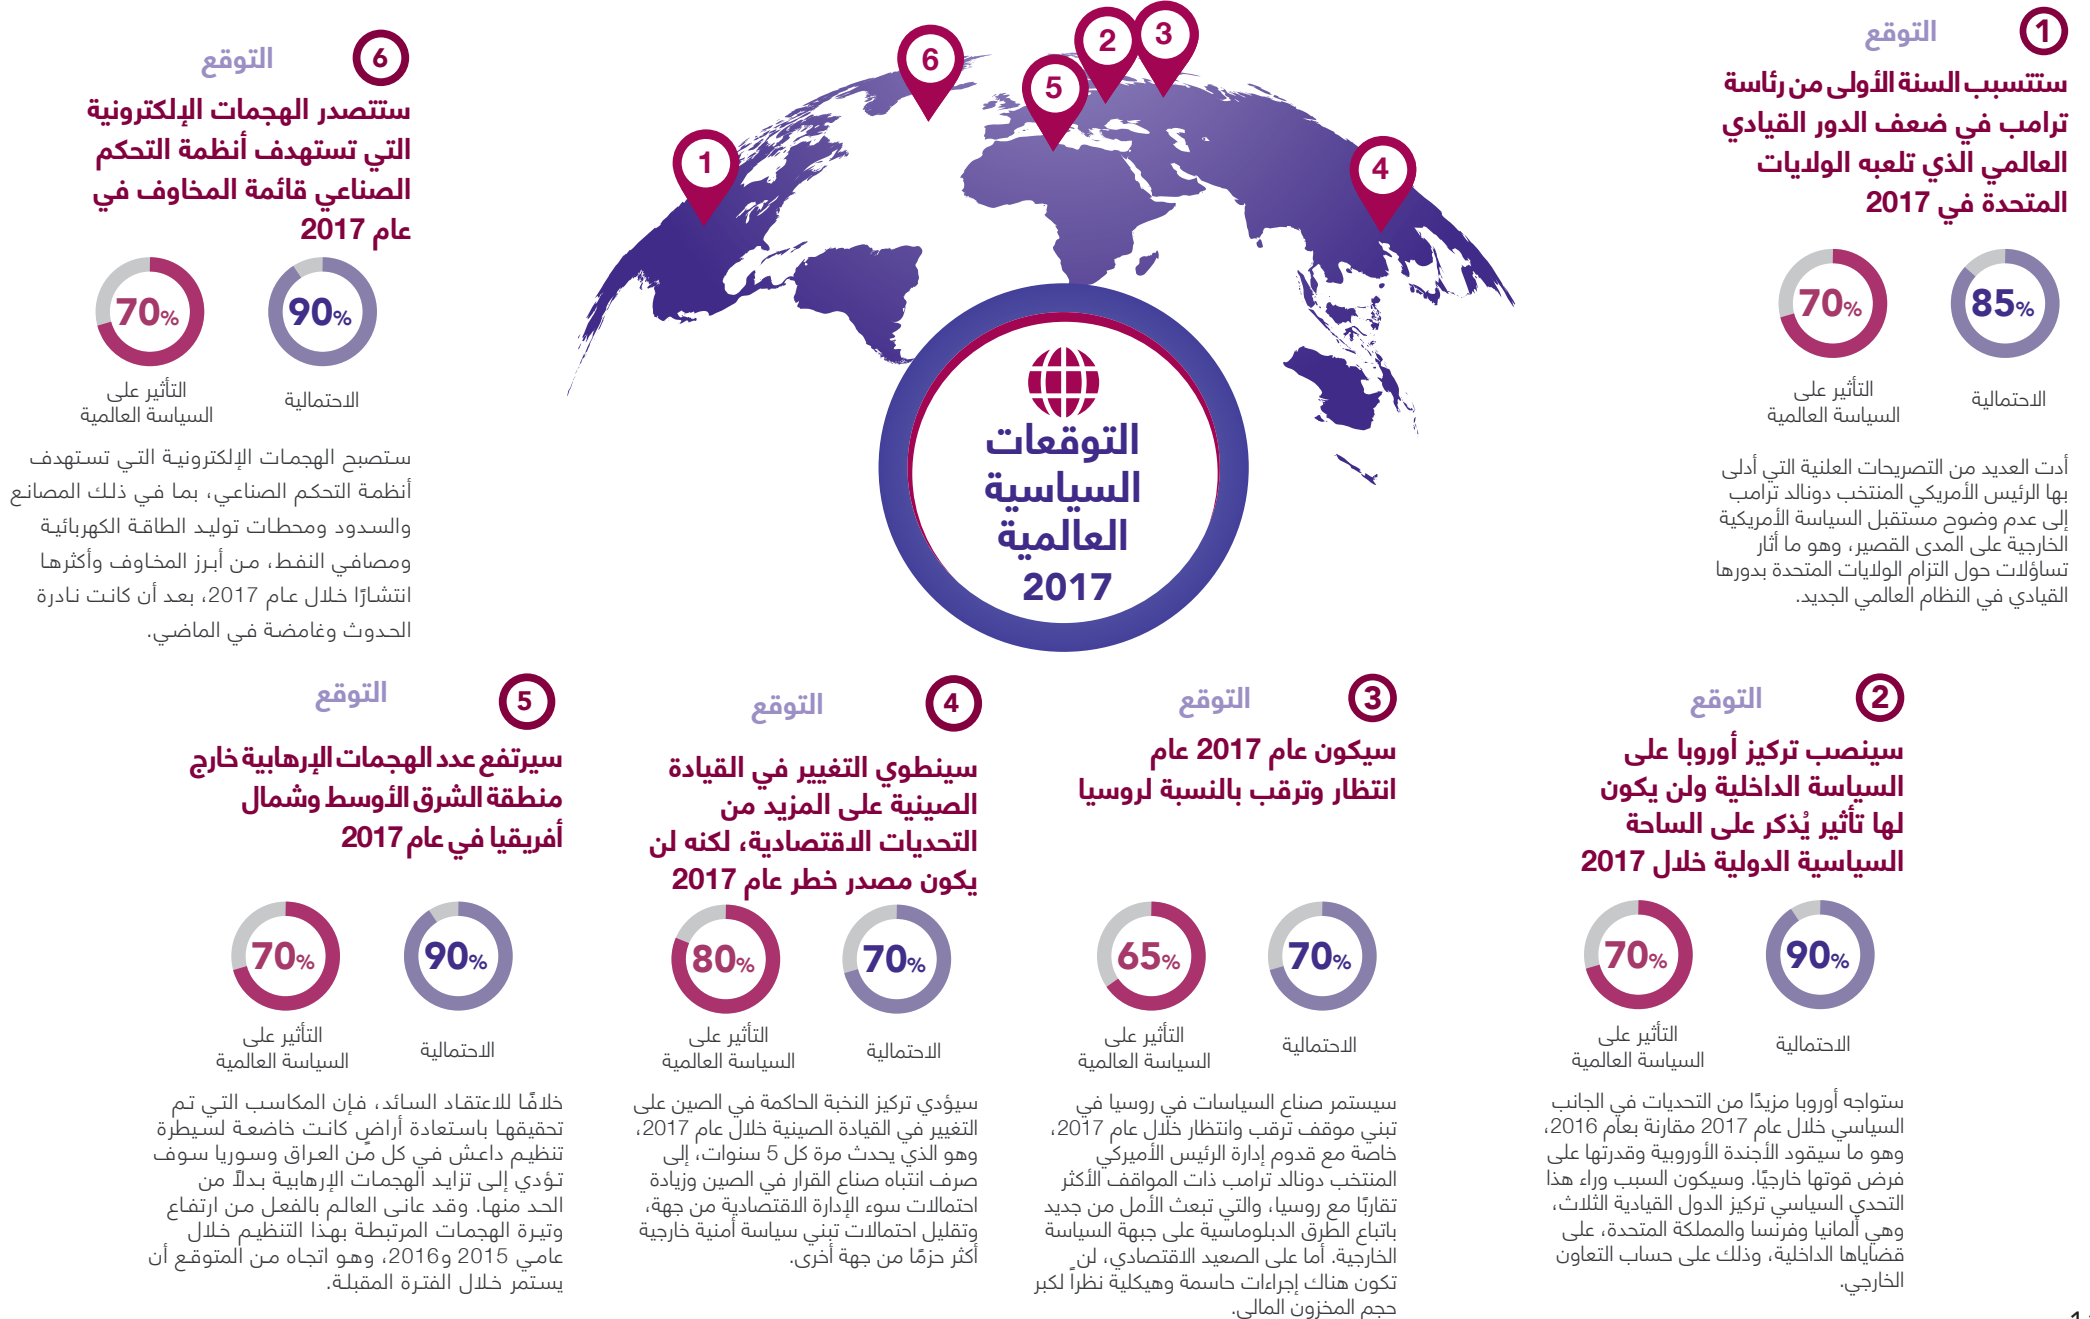 1
التوقع
ستتسبب السنة الأولى من رئاسة
ترامب في ضعف الدور القيادي
العالمي الذي تلعبه الولايات
المتحدة في 2017
85%
70%
الاحتمالية
التأثير على
السياسة العالمية
أدت العديد من التصريحات العلنية التي أدلى
بها الرئيس الأمريكي المنتخب دونالد ترامب
إلى عدم وضوح مستقبل السياسة الأمريكية
الخارجية على المدى القصير، وهو ما أثار
تساؤلات حول التزام الولايات المتحدة بدورها
القيادي في النظام العالمي الجديد.
3
2
6
5
1
4
التوقعات
السياسية
العالمية
2017
6
التوقع
ستتصدر الهجمات الإلكترونية
التي تستهدف أنظمة التحكم
الصناعي قائمة المخاوف في
عام 2017
90%
70%
الاحتمالية
التأثير على
السياسة العالمية
ستصبح الهجمات الإلكترونية التي تستهدف
أنظمة التحكم الصناعي، بما في ذلك المصانع
والسدود ومحطات توليد الطاقة الكهربائية
ومصافي النفط، من أبرز المخاوف وأكثرها
انتشارًا خلال عام 2017، بعد أن كانت نادرة
الحدوث وغامضة في الماضي.
2
التوقع
سينصب تركيز أوروبا على
السياسة الداخلية ولن يكون
لها تأثير يُذكر على الساحة
السياسية الدولية خلال 2017
90%
70%
الاحتمالية
التأثير على
السياسة العالمية
ستواجه أوروبا مزيدًا من التحديات في الجانب
السياسي خلال عام 2017 مقارنة بعام 2016،
وهو ما سيقود الأجندة الأوروبية وقدرتها على
فرض قوتها خارجيًا. وسيكون السبب وراء هذا
التحدي السياسي تركيز الدول القيادية الثلاث،
وهي ألمانيا وفرنسا والمملكة المتحدة، على
قضاياها الداخلية، وذلك على حساب التعاون
الخارجي.
3
التوقع
سيكون عام 2017 عام
انتظار وترقب بالنسبة لروسيا
70%
65%
الاحتمالية
التأثير على
السياسة العالمية
سيستمر صناع السياسات في روسيا في
تبني موقف ترقب وانتظار خلال عام 2017،
خاصة مع قدوم إدارة الرئيس الأميركي
المنتخب دونالد ترامب ذات المواقف الأكثر
تقاربًا مع روسيا، والتي تبعث الأمل من جديد
باتباع الطرق الدبلوماسية على جبهة السياسة
الخارجية. أما على الصعيد الاقتصادي، لن
تكون هناك إجراءات حاسمة وهيكلية نظراً لكبر
حجم المخزون المالي.
4
التوقع
سينطوي التغيير في القيادة
الصينية على المزيد من
التحديات الاقتصادية، لكنه لن
يكون مصدر خطر عام 2017
70%
80%
الاحتمالية
التأثير على
السياسة العالمية
سيؤدي تركيز النخبة الحاكمة في الصين على
التغيير في القيادة الصينية خلال عام 2017،
وهو الذي يحدث مرة كل 5 سنوات، إلى
صرف انتباه صناع القرار في الصين وزيادة
احتمالات سوء الإدارة الاقتصادية من جهة،
وتقليل احتمالات تبني سياسة أمنية خارجية
أكثر حزمًا من جهة أخرى.
5
التوقع
سيرتفع عدد الهجمات الإرهابية خارج
منطقة الشرق الأوسط وشمال
أفريقيا في عام 2017
90%
70%
الاحتمالية
التأثير على
السياسة العالمية
خلافًا للاعتقاد السائد، فإن المكاسب التي تم
تحقيقها باستعادة أراضٍ كانت خاضعة لسيطرة
تنظيم داعش في كل من العراق وسوريا سوف
تؤدي إلى تزايد الهجمات الإرهابية بدلاً من
الحد منها. وقد عانى العالم بالفعل من ارتفاع
وتيرة الهجمات المرتبطة بهذا التنظيم خلال
عامي 2015 و2016، وهو اتجاه من المتوقع أن
يستمر خلال الفترة المقبلة.